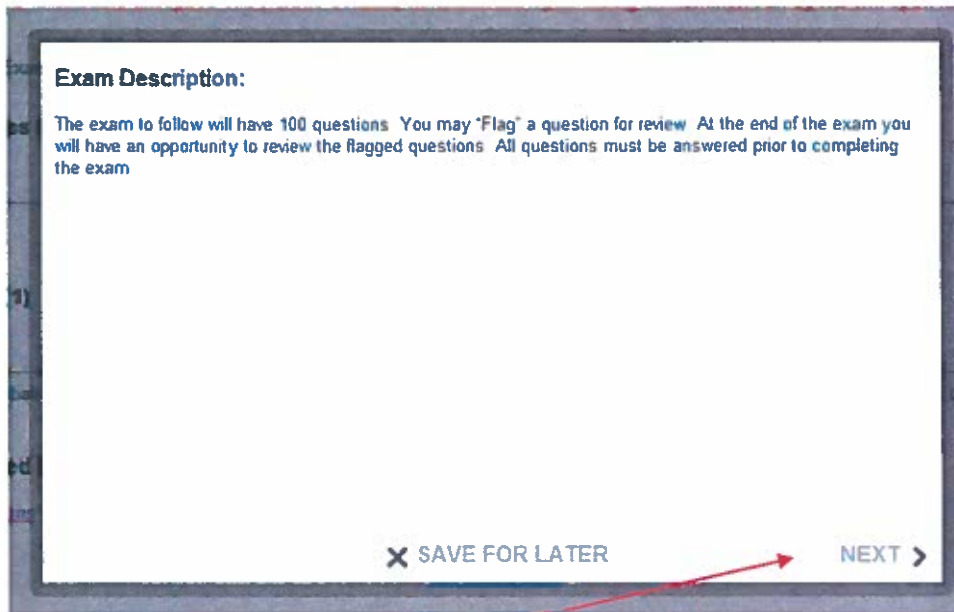 Exam Description:
The exam to follow will have 100 questions You may "Flag" a question for review At the end of the exam you
will have an opportunity to review the flagged questions All questions must be answered prior to completing
the exam
X SAVE FOR LATER NEXT >